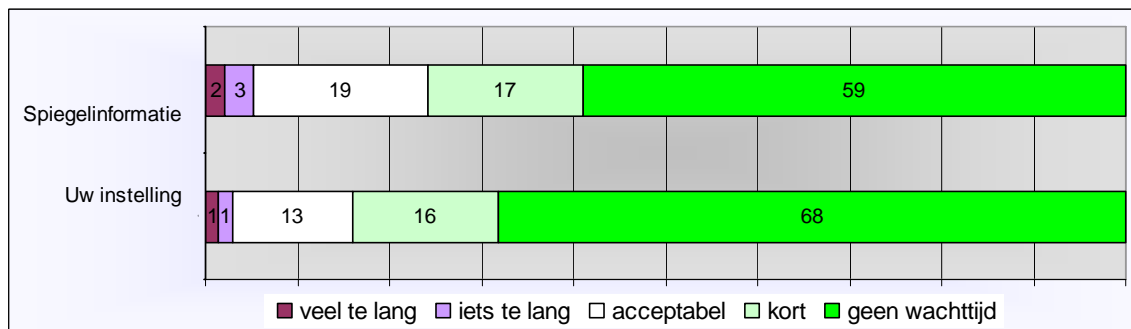 Spiegelinformatie
2 3 19 17 59
Uw instelling
1 1 13 16 68
veel te lang iets te lang acceptabel kort geen wachttijd